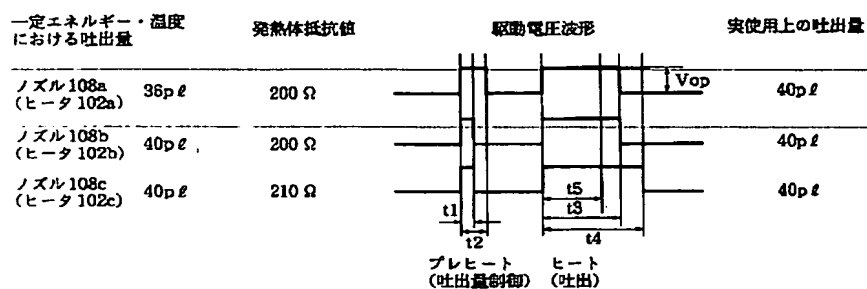 一定エネルギー・温度
における吐出量
発熱体抵抗値
駆動電圧波形
実使用上の吐出量
ノズル108a
(ヒータ102a)
36pℓ
200 Ω
Vop
40pℓ
ノズル108b
(ヒータ102b)
40pℓ
200 Ω
40pℓ
ノズル108c
(ヒータ102c)
40pℓ
210 Ω
40pℓ
t5
t1
t3
t2
t4
プレヒート
(吐出量制御)
ヒート
(吐出)